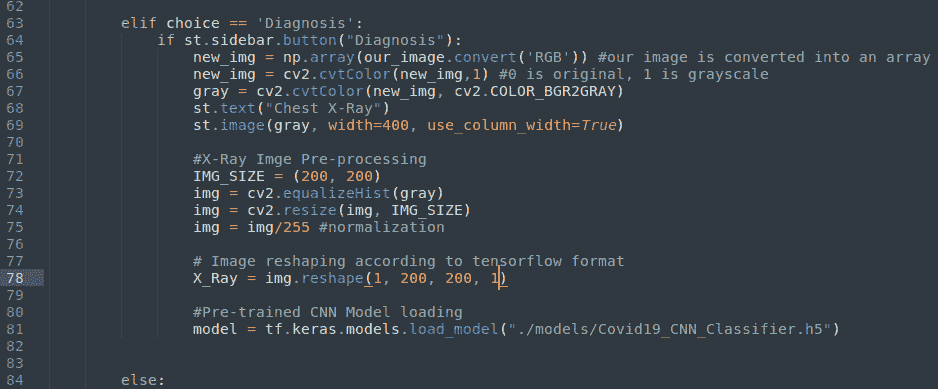 62
63 elif choice == 'Diagnosis':
64 if st.sidebar.button("Diagnosis"):
65 new_img = np.array(our_image.convert('RGB')) #our image is converted into an array
66 new_img = cv2.cvtColor(new_img,1) #0 is original, 1 is grayscale
67 gray = cv2.cvtColor(new_img, cv2.COLOR_BGR2GRAY)
68 st.text("Chest X-Ray")
69 st.image(gray, width=400, use_column_width=True)
70
71 #X-Ray Imge Pre-processing
72 IMG_SIZE = (200, 200)
73 img = cv2.equalizeHist(gray)
74 img = cv2.resize(img, IMG_SIZE)
75 img = img/255 #normalization
76
77 # Image reshaping according to tensorflow format
78 X_Ray = img.reshape(1, 200, 200, 1)
79
80 #Pre-trained CNN Model loading
81 model = tf.keras.models.load_model("./models/Covid19_CNN_Classifier.h5")
82
83
84 else: